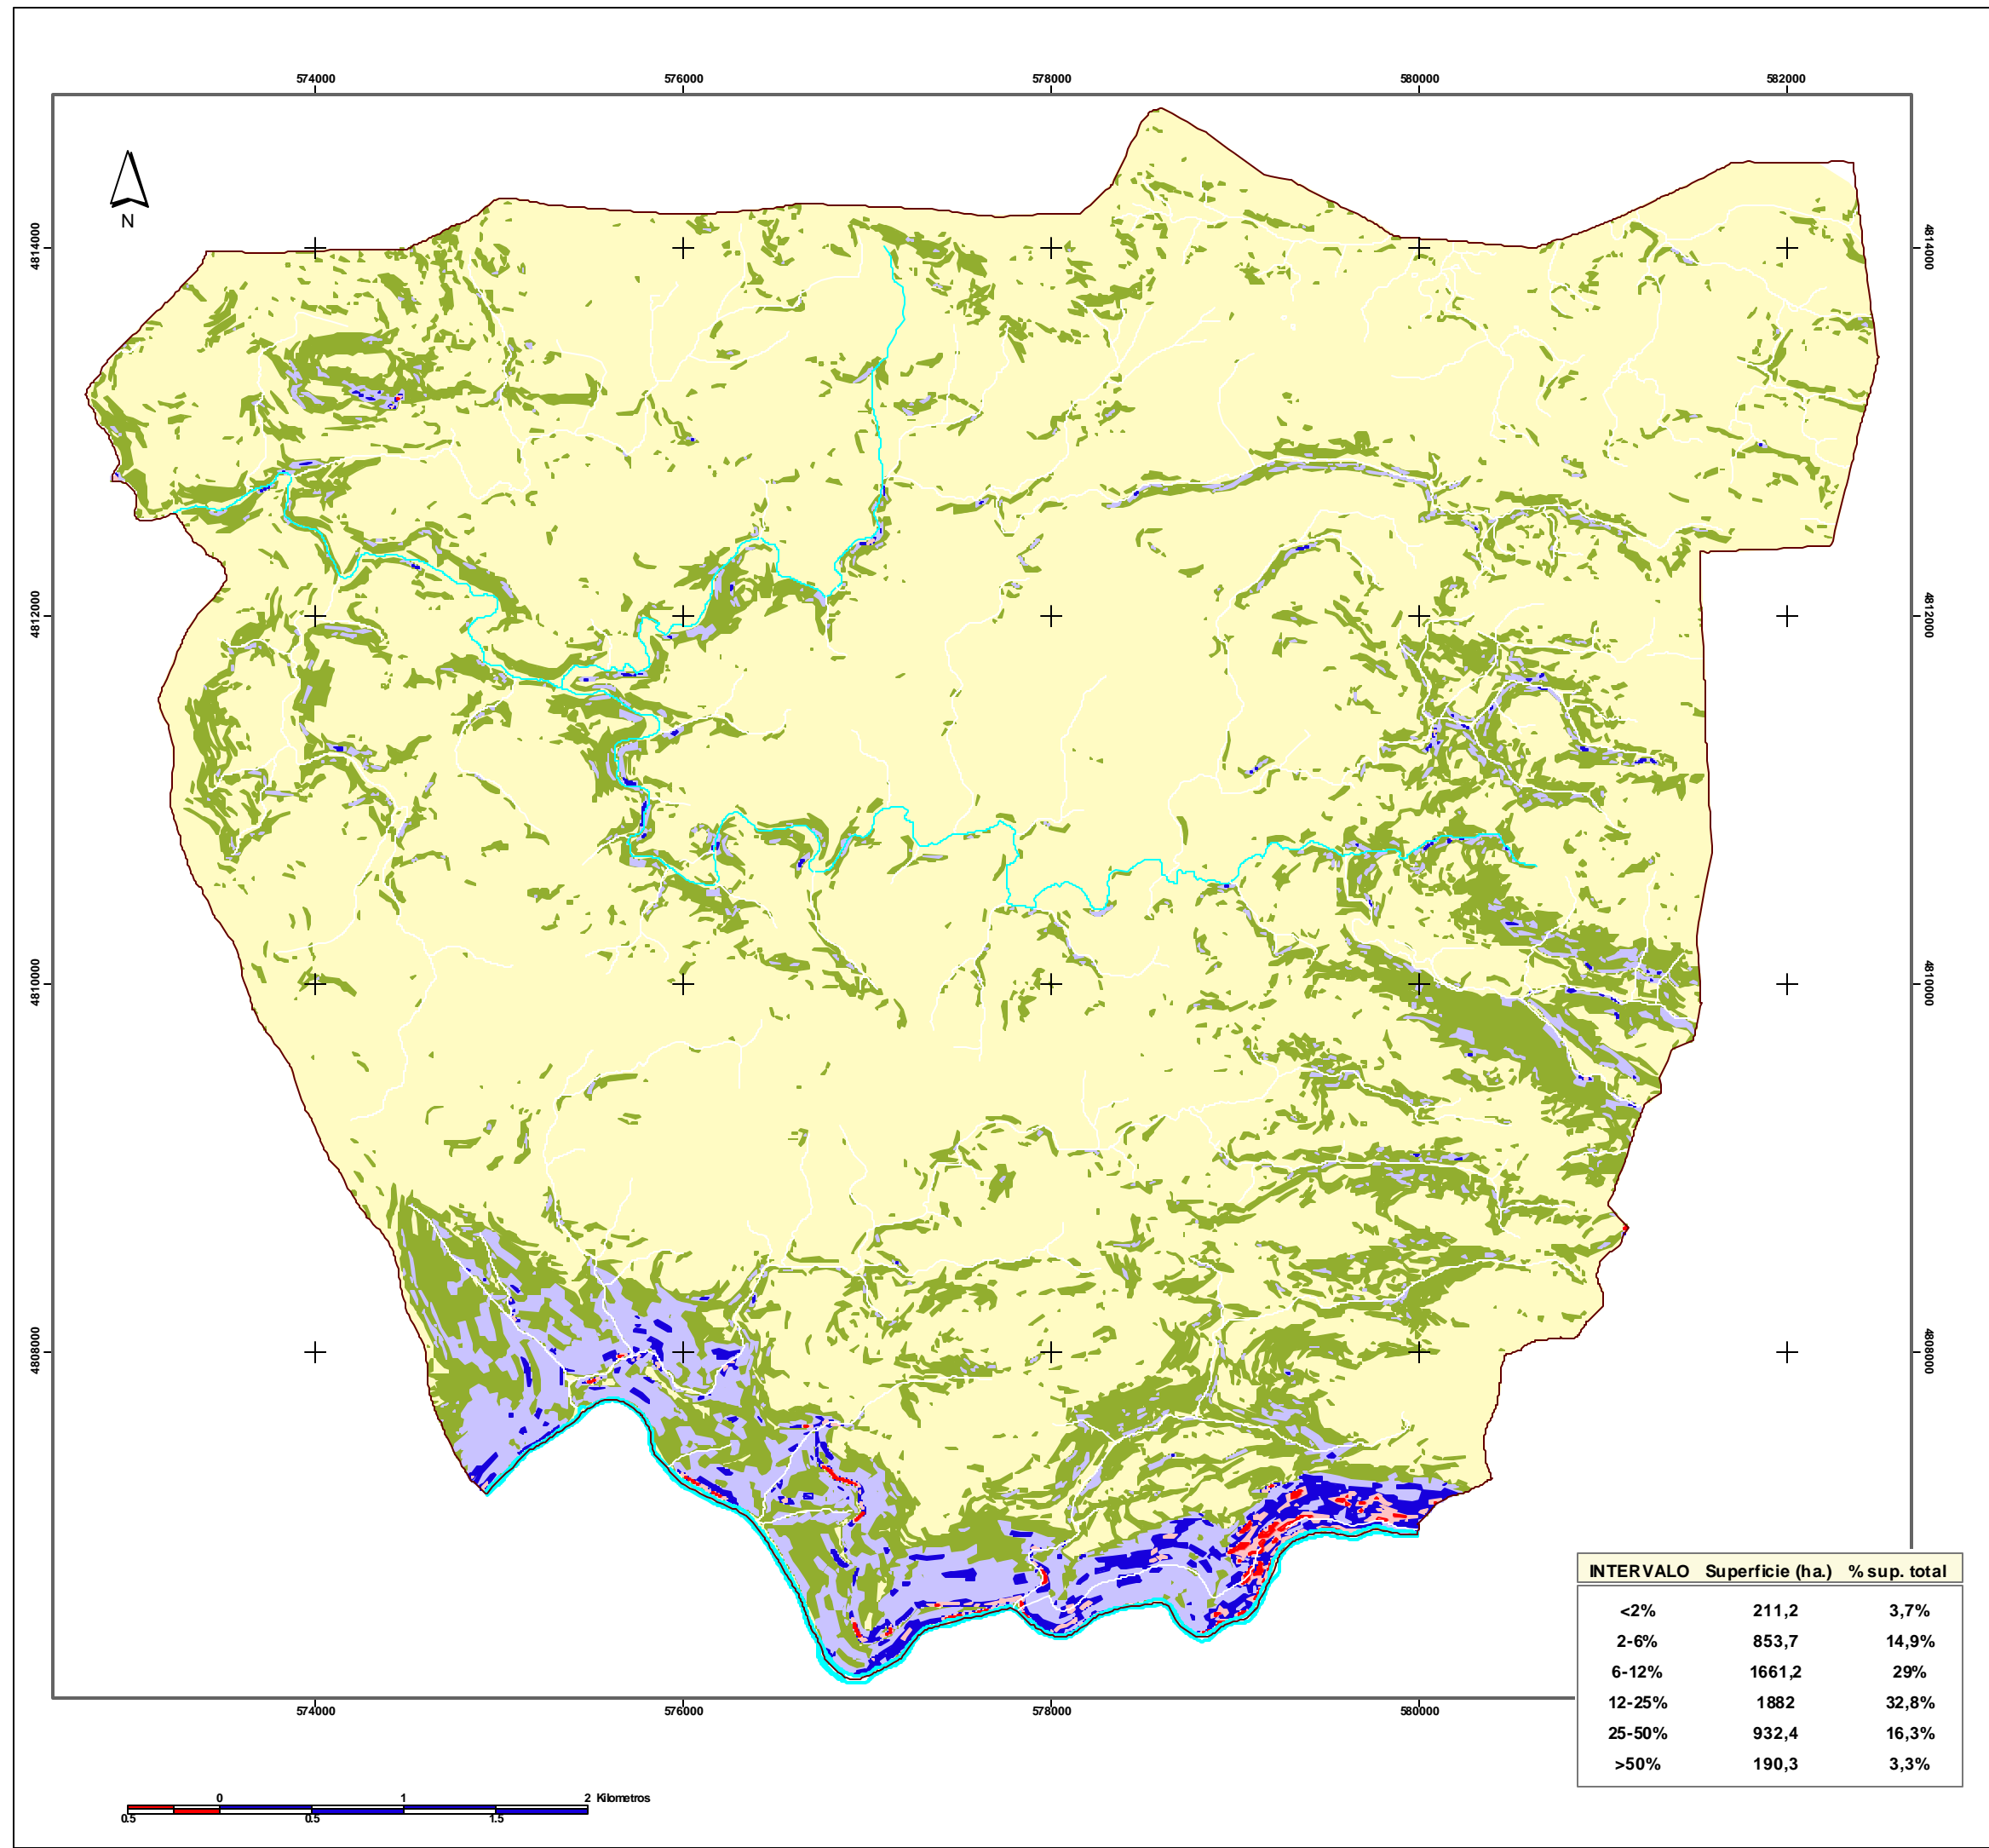 574000 576000 578000 580000 582000
N
4814000 4814000
4812000 4812000
4810000 4810000
4808000 4808000
INTERVALO Superficie (ha.) % sup. total
<2% 211,2 3,7%
2-6% 853,7 14,9%
6-12% 1661,2 29%
12-25% 1882 32,8%
25-50% 932,4 16,3%
>50% 190,3 3,3%
574000 576000 578000 580000
0 1 2 Kilometros
0.5 0.5 1.5